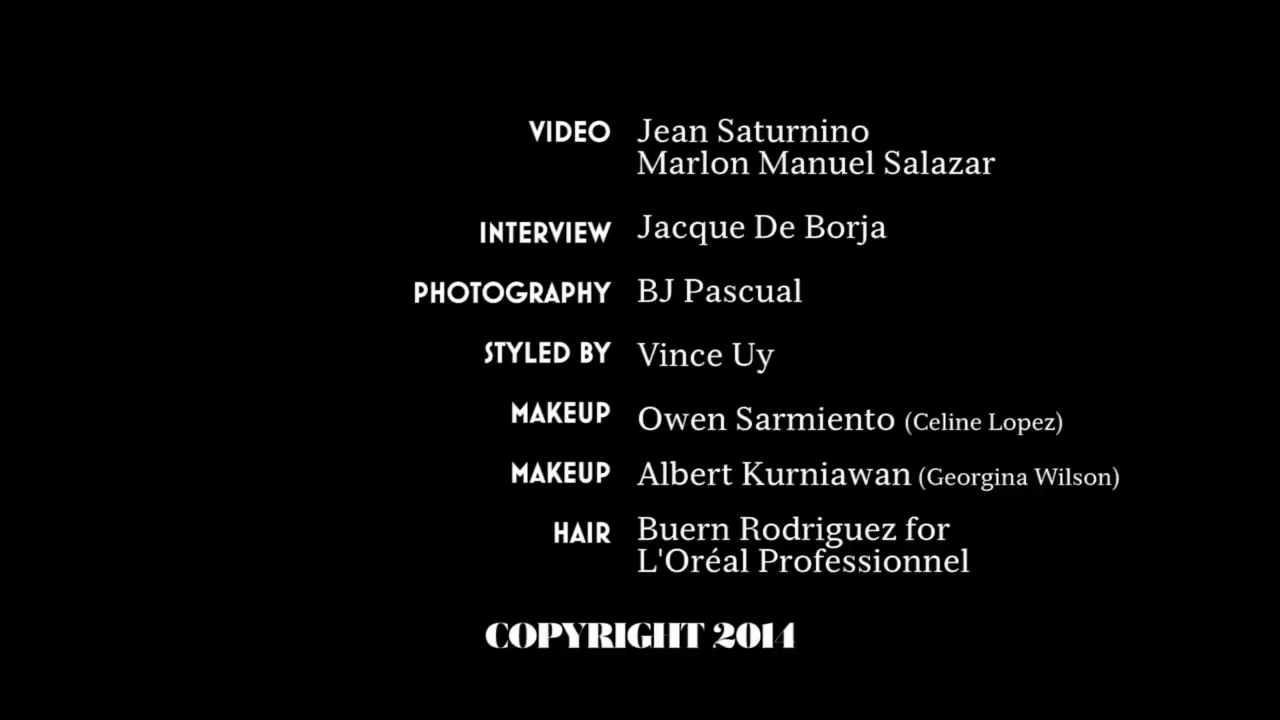 VIDEO Jean Saturnino
Marlon Manuel Salazar
INTERVIEW Jacque De Borja
PHOTOGRAPHY BJ Pascual
STYLED BY Vince Uy
MAKEUP Owen Sarmiento (Celine Lopez)
MAKEUP Albert Kurniawan (Georgina Wilson)
HAIR Buern Rodriguez for
L'Oréal Professionnel
COPYRIGHT 2014